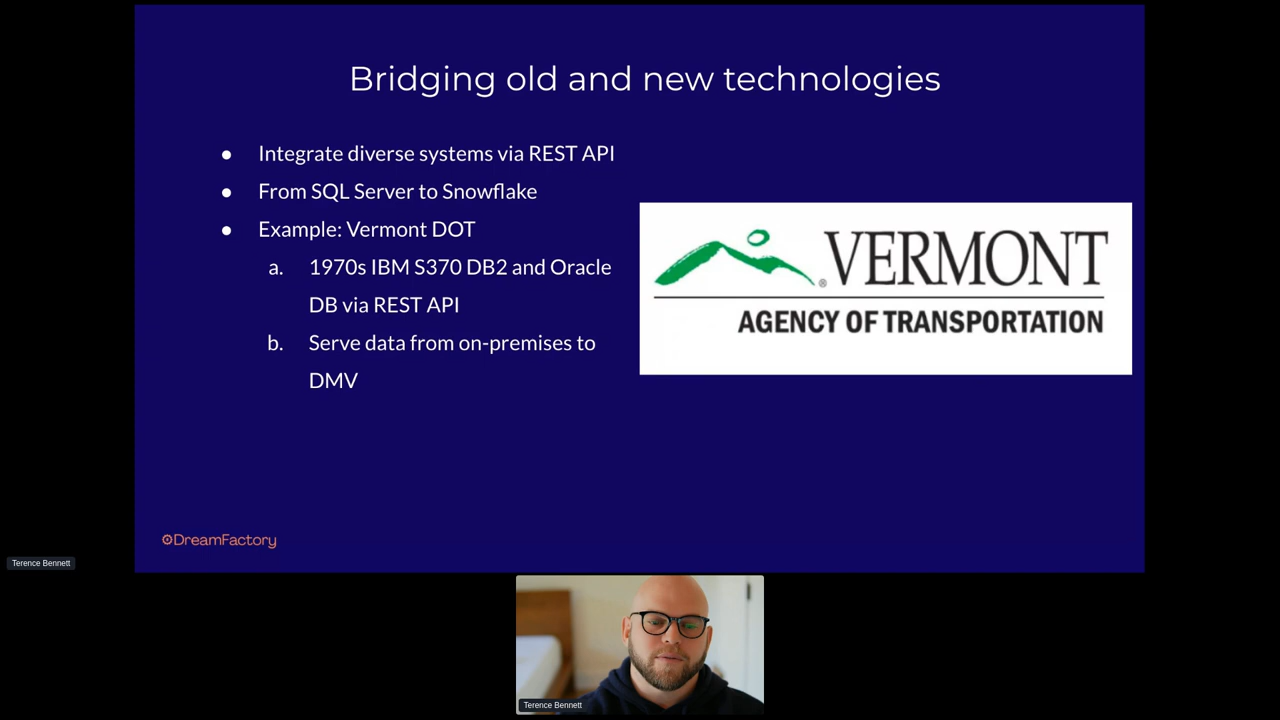 Bridging old and new technologies
● Integrate diverse systems via REST API
● From SQL Server to Snowflake
● Example: Vermont DOT
a. 1970s IBM S370 DB2 and Oracle
DB via REST API
b. Serve data from on-premises to
DMV
VERMONT
®
AGENCY OF TRANSPORTATION
DreamFactory
Terence Bennett
Terence Bennett